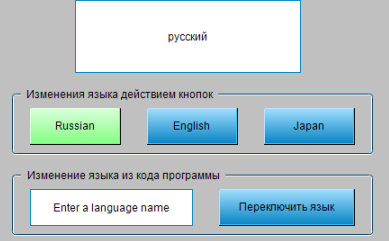 русский
Изменения языка действием кнопок
Russian English Japan
Изменение языка из кода программы
Enter a language name Переключить язык